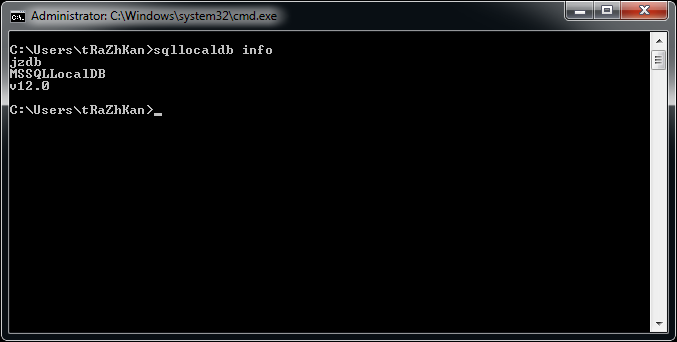 Administrator: C:\Windows\system32\cmd.exe
C:\Users\tRaZhKan>sqllocaldb info
jzdb
MSSQLLocalDB
v12.0
C:\Users\tRaZhKan>_